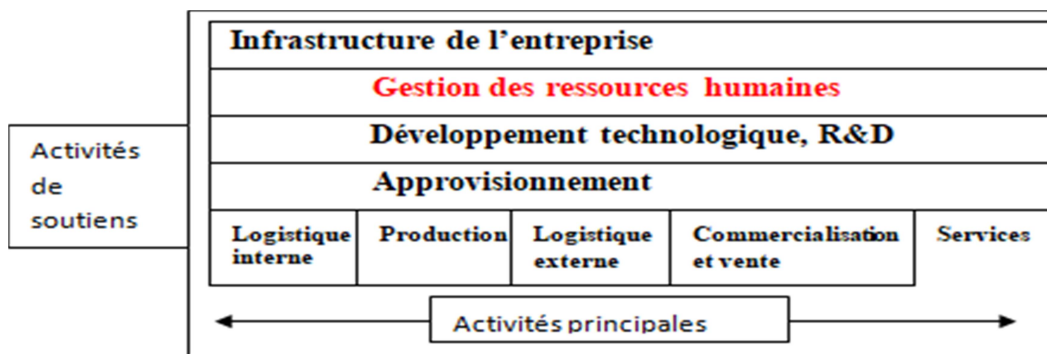 Infrastructure de l'entreprise
Gestion des ressources humaines
Développement technologique, R&D
Approvisionnement
Activités
de
soutiens
Logistique
interne
Production
Logistique
externe
Commercialisation
et vente
Services
Activités principales